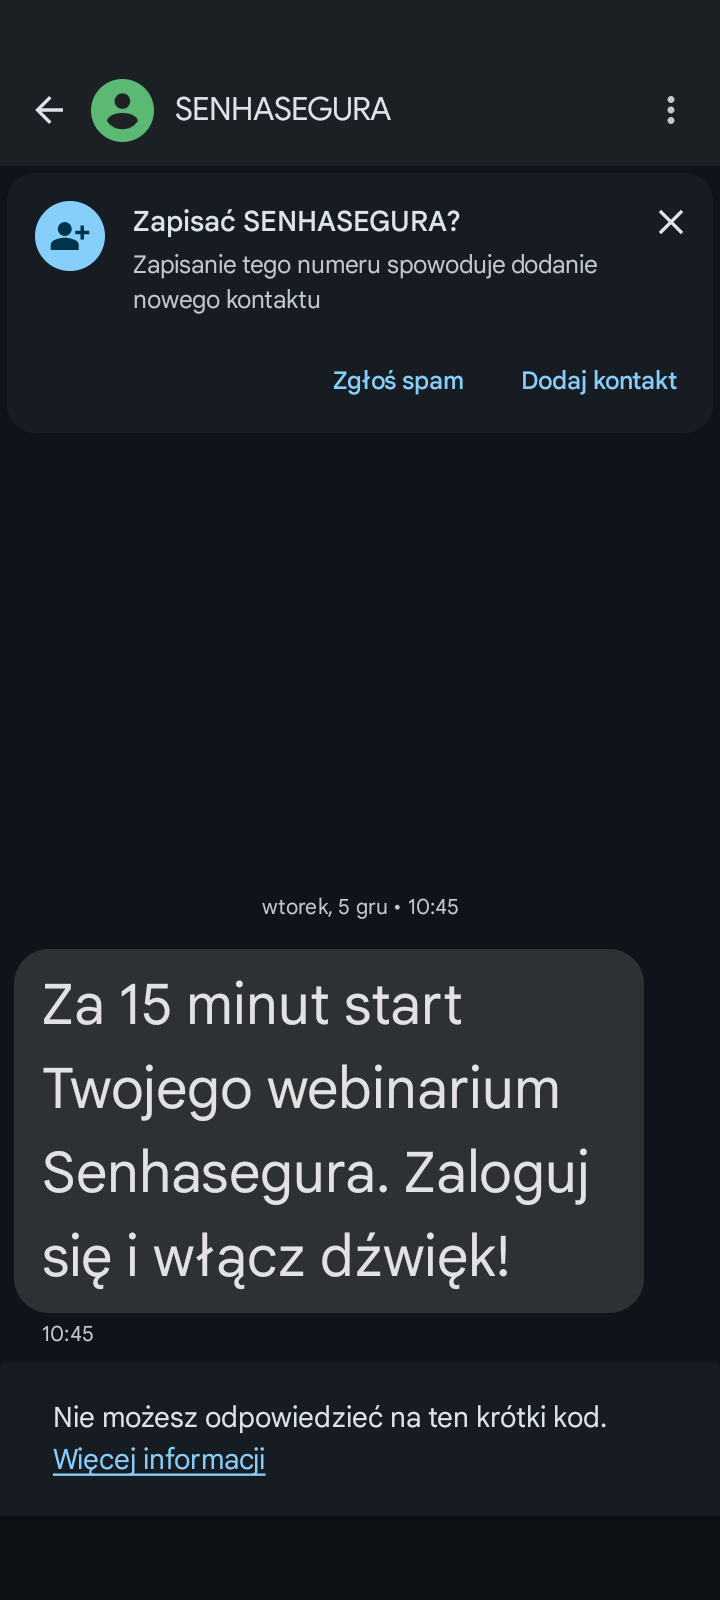 SENHASEGURA
Zapisać SENHASEGURA?
Zapisanie tego numeru spowoduje dodanie
nowego kontaktu
Zgłoś spam Dodaj kontakt
wtorek, 5 gru • 10:45
Za 15 minut start
Twojego webinarium
Senhasegura. Zaloguj
się i włącz dźwięk!
10:45
Nie możesz odpowiedzieć na ten krótki kod.
Więcej informacji